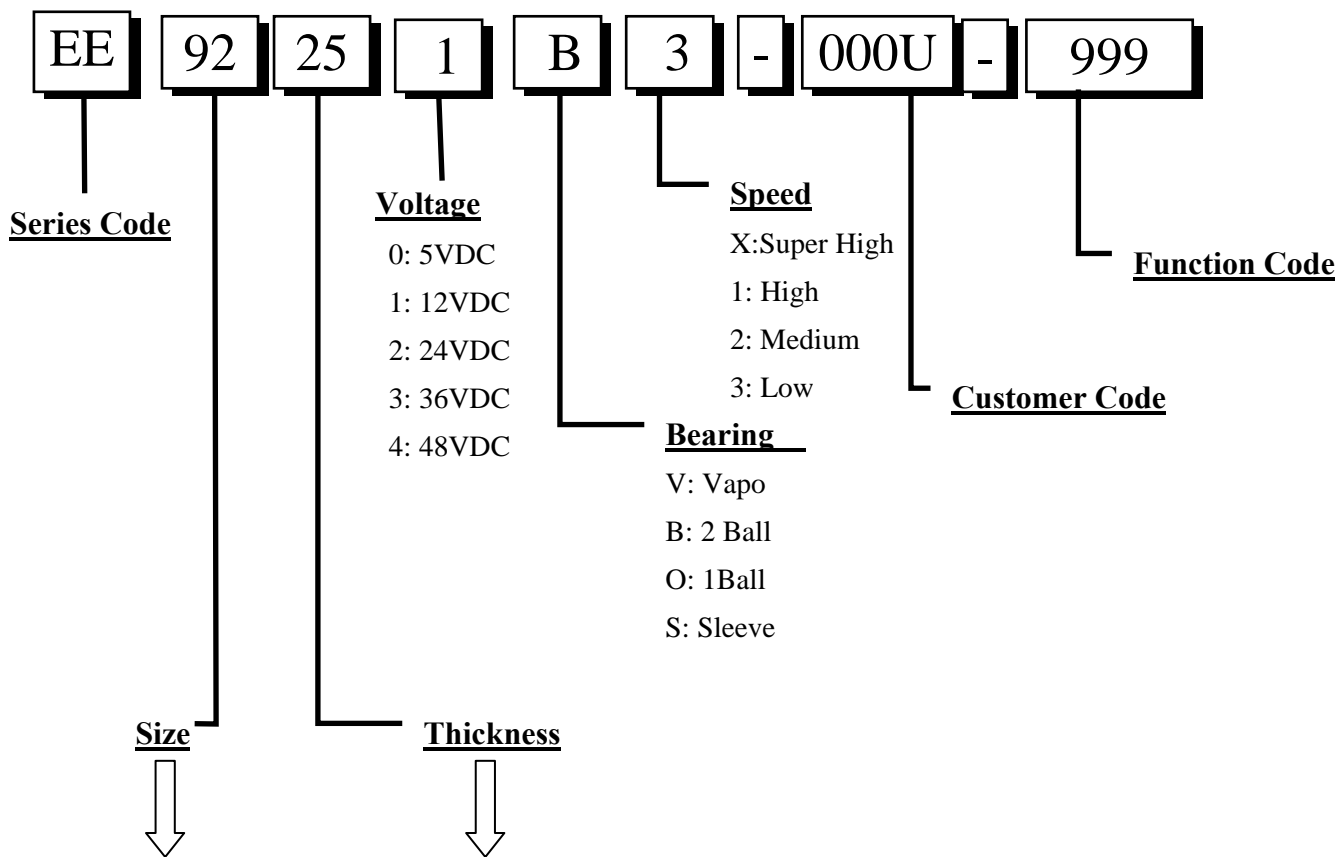 EE 92 25 1 B 3 - 000U - 999
Series Code
Voltage
0: 5VDC
1: 12VDC
2: 24VDC
3: 36VDC
4: 48VDC
Speed
X:Super High
1: High
2: Medium
3: Low
Function Code
Customer Code
Bearing
V: Vapo
B: 2 Ball
O: 1Ball
S: Sleeve
Size
Thickness